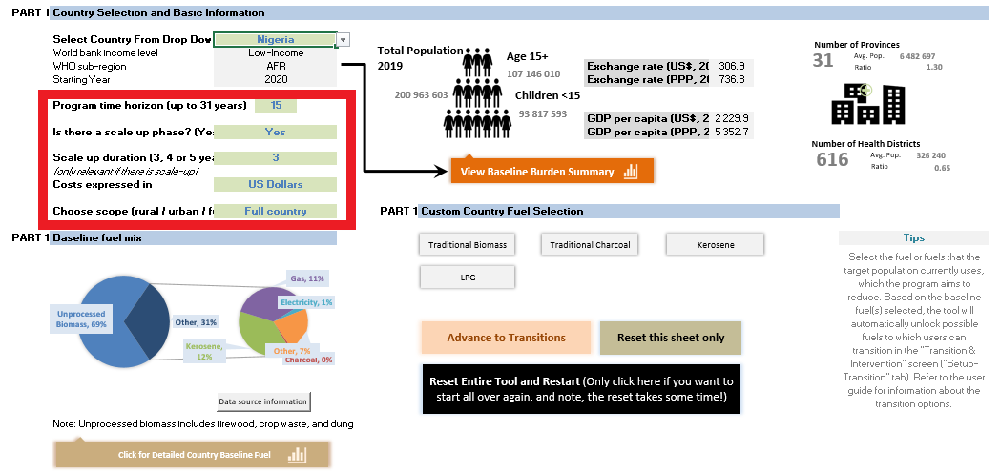 PART 1 Country Selection and Basic Information
Select Country From Drop Dow Nigeria
World bank income level Low-Income
WHO sub-region AFR
Starting Year 2020
Program time horizon (up to 31 years) 15
Is there a scale up phase? (Ye: Yes
Scale up duration (3, 4 or 5 yea 3
(only relevant if there is scale-up)
Costs expressed in US Dollars
Choose scope (rural / urban / fu Full country
Total Population
2019
200 963 603
Age 15+
107 146 010
Children <15
93 817 593
Exchange rate (US$, 2( 306.9
Exchange rate (PPP, 2( 736.8
GDP per capita (US$, 2 2 229.9
GDP per capita (PPP, 2 5 352.7
View Baseline Burden Summary
Number of Provinces
31 Avg. Pop. 6 482 697
Ratio 1.30
Number of Health Districts
616 Avg. Pop. 326 240
Ratio 0.65
PART 1 Baseline fuel mix
Unprocessed
Biomass, 69%
Other, 31%
Gas, 11%
Electricity, 1%
Kerosene,
12%
Other, 7%
Charcoal, 0%
Data source information
Note: Unprocessed biomass includes firewood, crop waste, and dung
Click for Detailed Country Baseline Fuel
PART 1 Custom Country Fuel Selection
Traditional Biomass
Traditional Charcoal
Kerosene
LPG
Advance to Transitions
Reset this sheet only
Reset Entire Tool and Restart (Only click here if you want to
start all over again, and note, the reset takes some time!)
Tips
Select the fuel or fuels that the
target population currently uses,
which the program aims to
reduce. Based on the baseline
fuel(s) selected, the tool will
automatically unlock possible
fuels to which users can
transition in the "Transition &
Intervention" screen ("Setup-
Transition" tab). Refer to the user
guide for information about the
transition options.